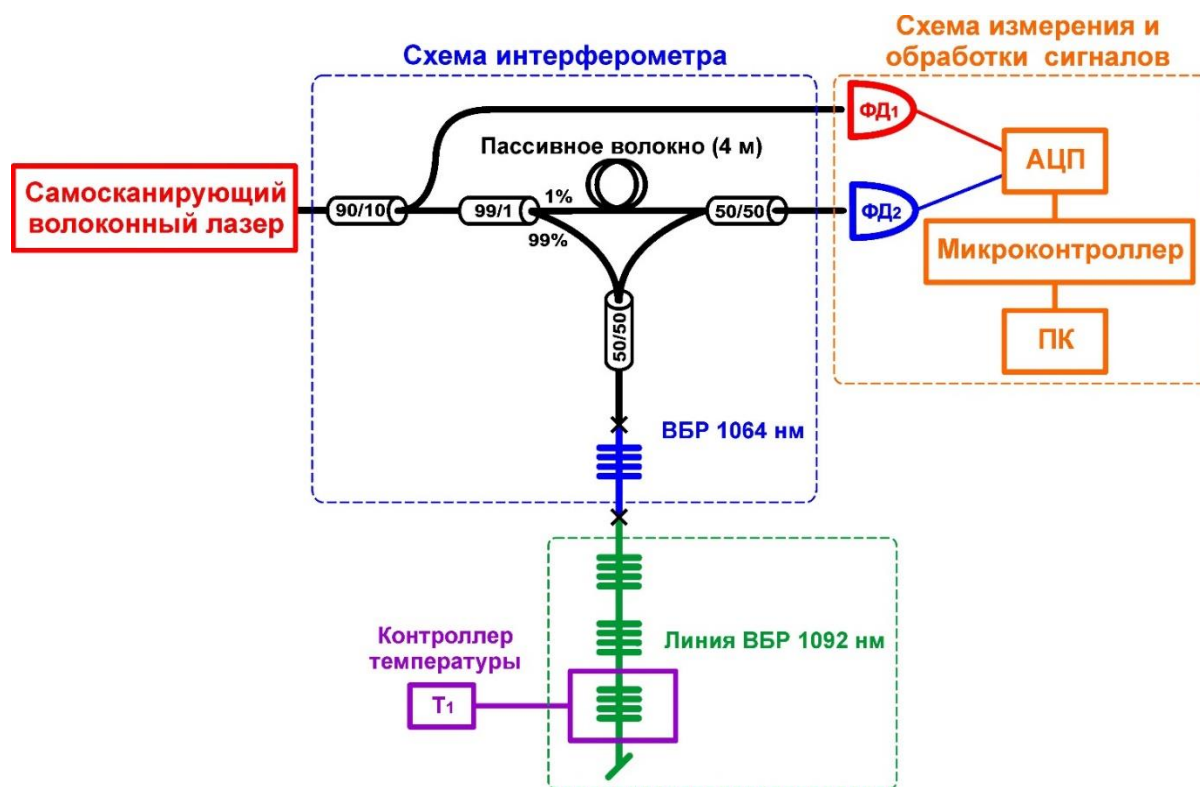 Схема измерения и
обработки сигналов
Схема интерферометра
ФД1
Пассивное волокно (4 м)
АЦП
Самосканирующий
волоконный лазер
90/10
99/1
1%
99%
50/50
ФД2
Микроконтроллер
50/50
ПК
ВБР 1064 нм
Контроллер
температуры
Линия ВБР 1092 нм
T1